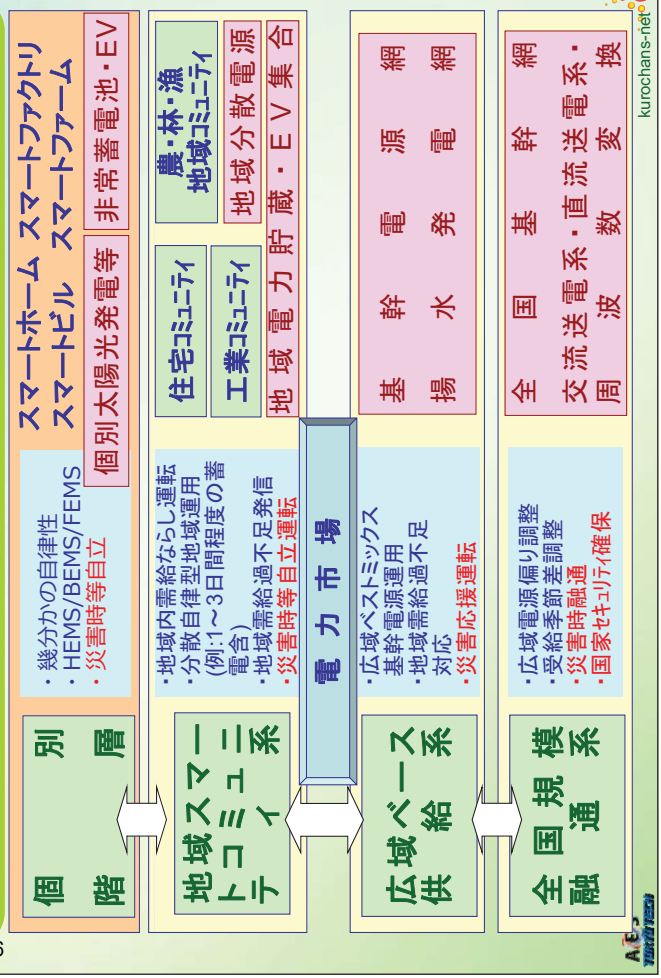 個別
階層
・幾分かの自律性
・HEMS/BEMS/FEMS
・災害時等自立
スマートホーム スマートファクトリ
スマートビル スマートファーム
個別太陽光発電等
非常蓄電池・EV
地域スマー
トコミュニ
ティ系
・地域内需給ならし運転
・分散自律型地域運用
(例:1～3日間程度の蓄
電含)
・地域需給過不足発信
・災害時等自立運転
住宅コミュニティ
工業コミュニティ
農・林・漁
地域コミュニティ
地域分散電源
地域電力貯蔵・EV集合
電力市場
広域ベース
供給系
・広域ベストミックス
基幹電源運用
・地域需給過不足
対応
・災害応援運転
基幹電源網
揚水発電網
全国規模
融通系
・広域電源偏り調整
・受給季節差調整
・災害時融通
・国家セキュリティ確保
全国基幹網
交流送電系・直流送電系・
周波数変換
6
AES
TOKYO TECH
kurochans-net